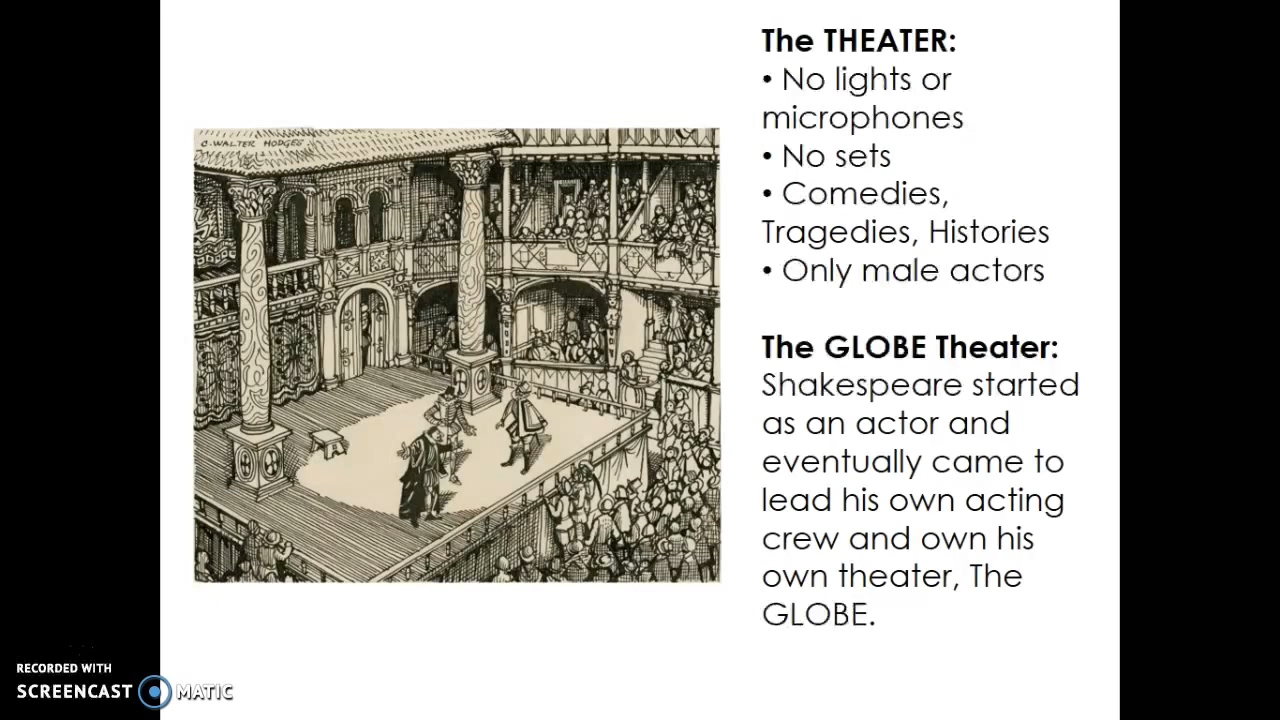 The THEATER:
• No lights or
microphones
• No sets
• Comedies,
Tragedies, Histories
• Only male actors
The GLOBE Theater:
Shakespeare started
as an actor and
eventually came to
lead his own acting
crew and own his
own theater, The
GLOBE.
C. WALTER HODGES
RECORDED WITH
SCREENCAST MATIC